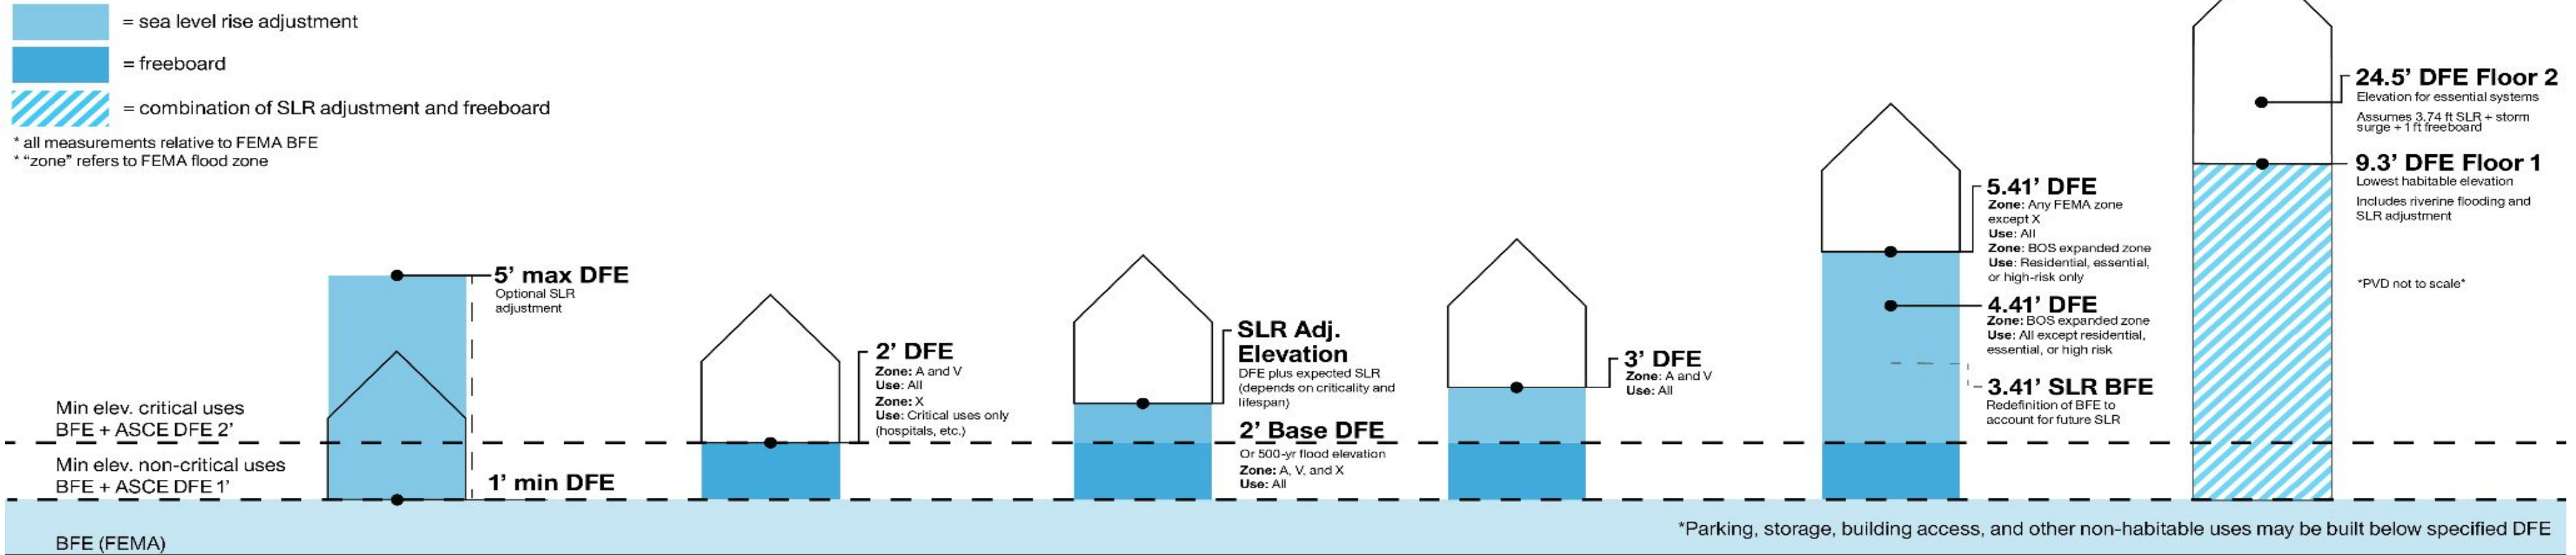 = sea level rise adjustment
= freeboard
= combination of SLR adjustment and freeboard
* all measurements relative to FEMA BFE
* “zone” refers to FEMA flood zone
Min elev. critical uses
BFE + ASCE DFE 2’
Min elev. non-critical uses
BFE + ASCE DFE 1’
BFE (FEMA)
5’ max DFE
Optional SLR
adjustment
1’ min DFE
2’ DFE
Zone: A and V
Use: All
Zone: X
Use: Critical uses only
(hospitals, etc.)
SLR Adj.
Elevation
DFE plus expected SLR
(depends on criticality and
lifespan)
2’ Base DFE
Or 500-yr flood elevation
Zone: A, V, and X
Use: All
3’ DFE
Zone: A and V
Use: All
5.41’ DFE
Zone: Any FEMA zone
except X
Use: All
Zone: BOS expanded zone
Use: Residential, essential,
or high-risk only
4.41’ DFE
Zone: BOS expanded zone
Use: All except residential,
essential, or high risk
3.41’ SLR BFE
Redefinition of BFE to
account for future SLR
24.5’ DFE Floor 2
Elevation for essential systems
Assumes 3.74 ft SLR + storm
surge + 1 ft freeboard
9.3’ DFE Floor 1
Lowest habitable elevation
Includes riverine flooding and
SLR adjustment
*PVD not to scale*
*Parking, storage, building access, and other non-habitable uses may be built below specified DFE